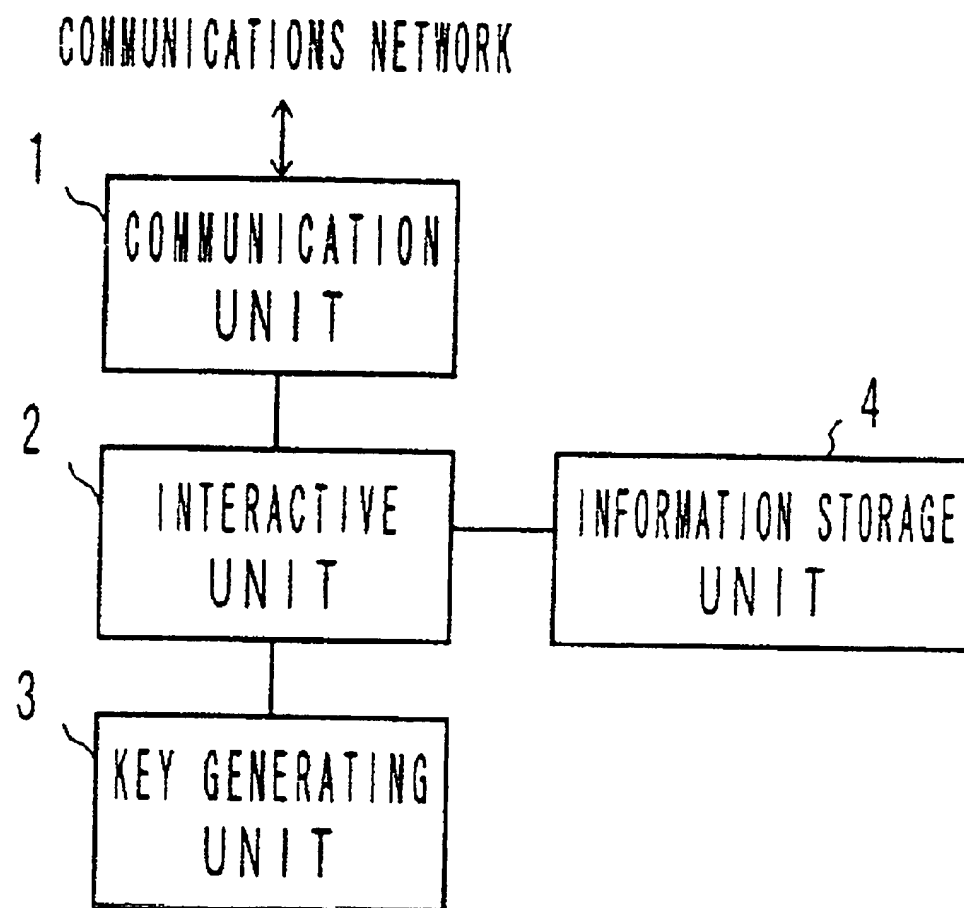 COMMUNICATIONS NETWORK
1
COMMUNICATION
UNIT
2
INTERACTIVE
UNIT
4
INFORMATION STORAGE
UNIT
3
KEY GENERATING
UNIT